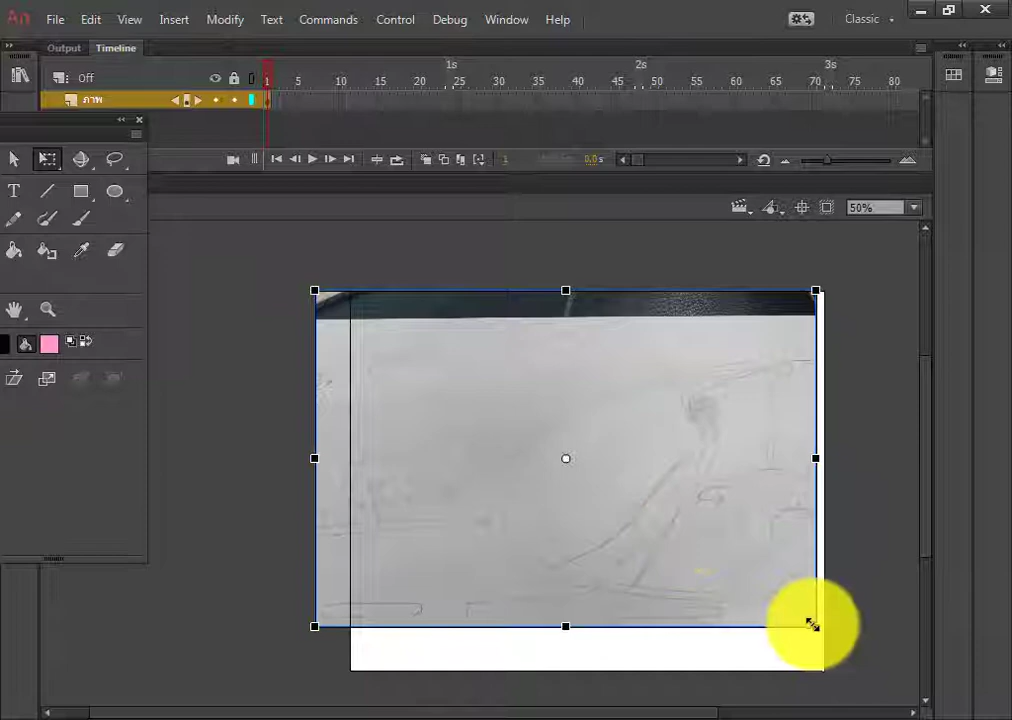 An File Edit View Insert Modify Text Commands Control Debug Window Help Classic
Output Timeline
1s 2s 3s
Off 1 5 10 15 20 25 30 35 40 45 50 55 60 65 70 75 80
ภาพ
1 0.0 s
T
50%